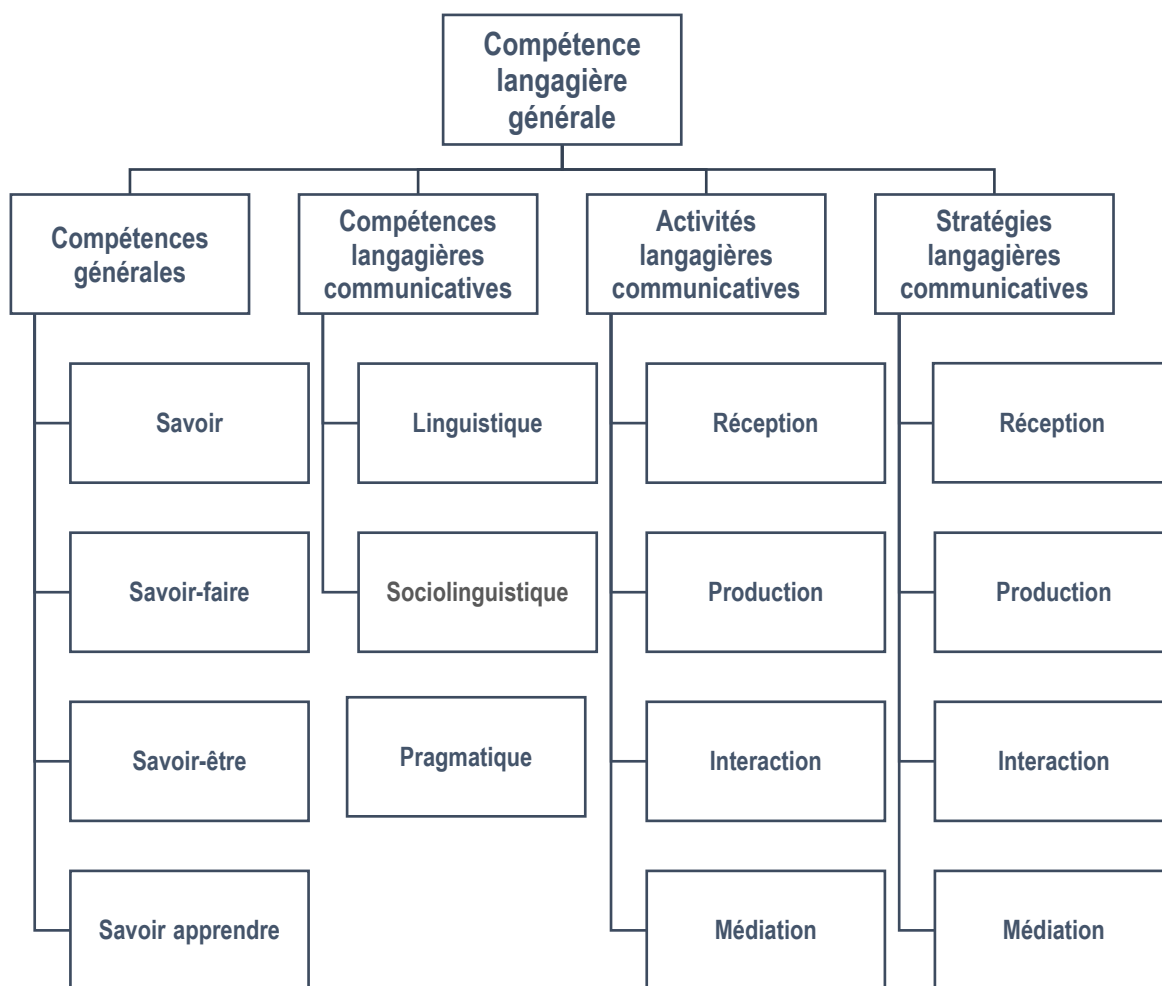 Compétence
langagière
générale
Compétences
générales
Compétences
langagières
communicatives
Activités
langagières
communicatives
Stratégies
langagières
communicatives
Savoir
Linguistique
Réception
Réception
Savoir-faire
Sociolinguistique
Production
Production
Savoir-être
Pragmatique
Interaction
Interaction
Savoir apprendre
Médiation
Médiation